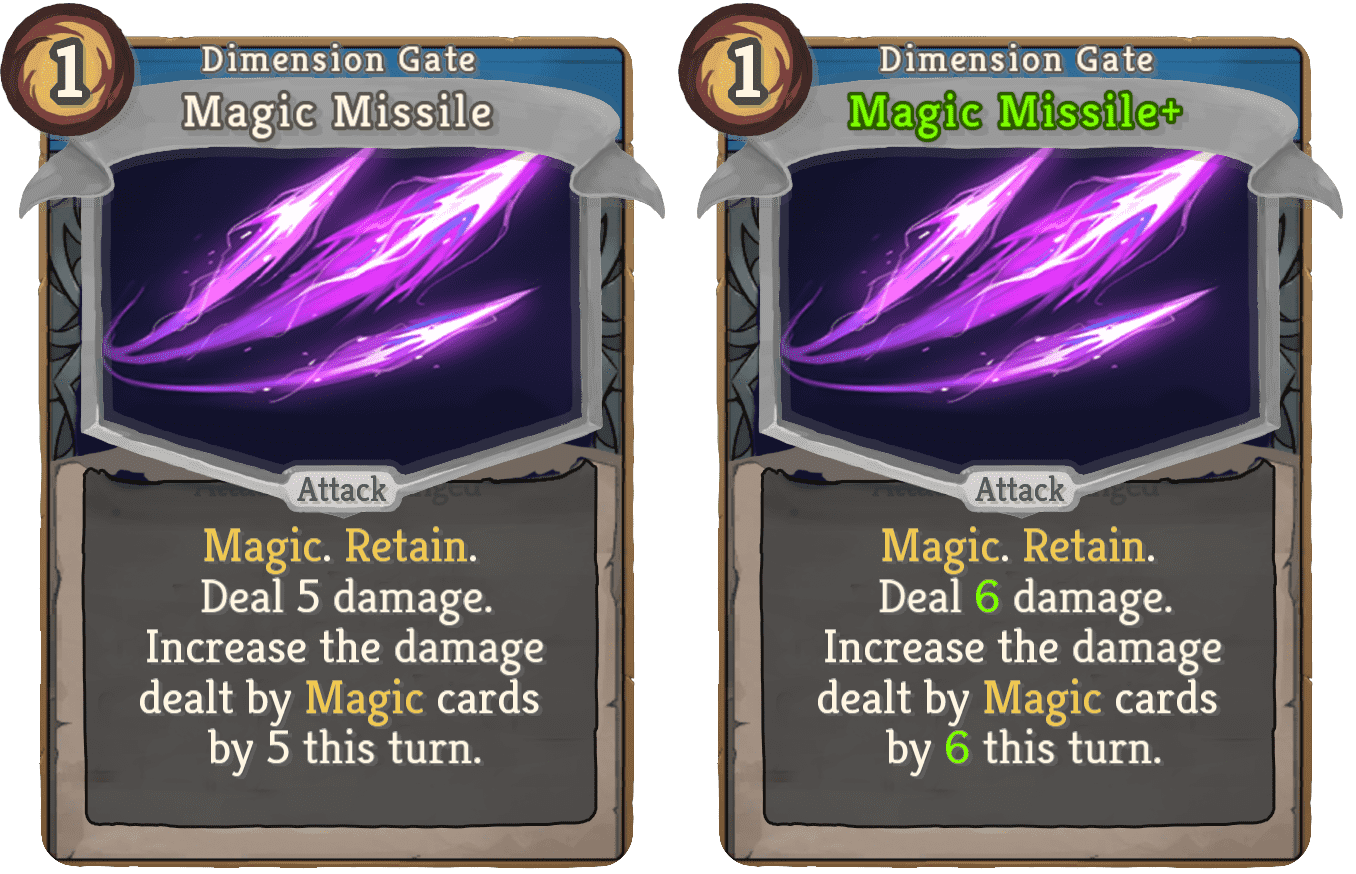 1
Dimension Gate
Magic Missile
Attack
Magic. Retain.
Deal 5 damage.
Increase the damage
dealt by Magic cards
by 5 this turn.
1
Dimension Gate
Magic Missile+
Attack
Magic. Retain.
Deal 6 damage.
Increase the damage
dealt by Magic cards
by 6 this turn.